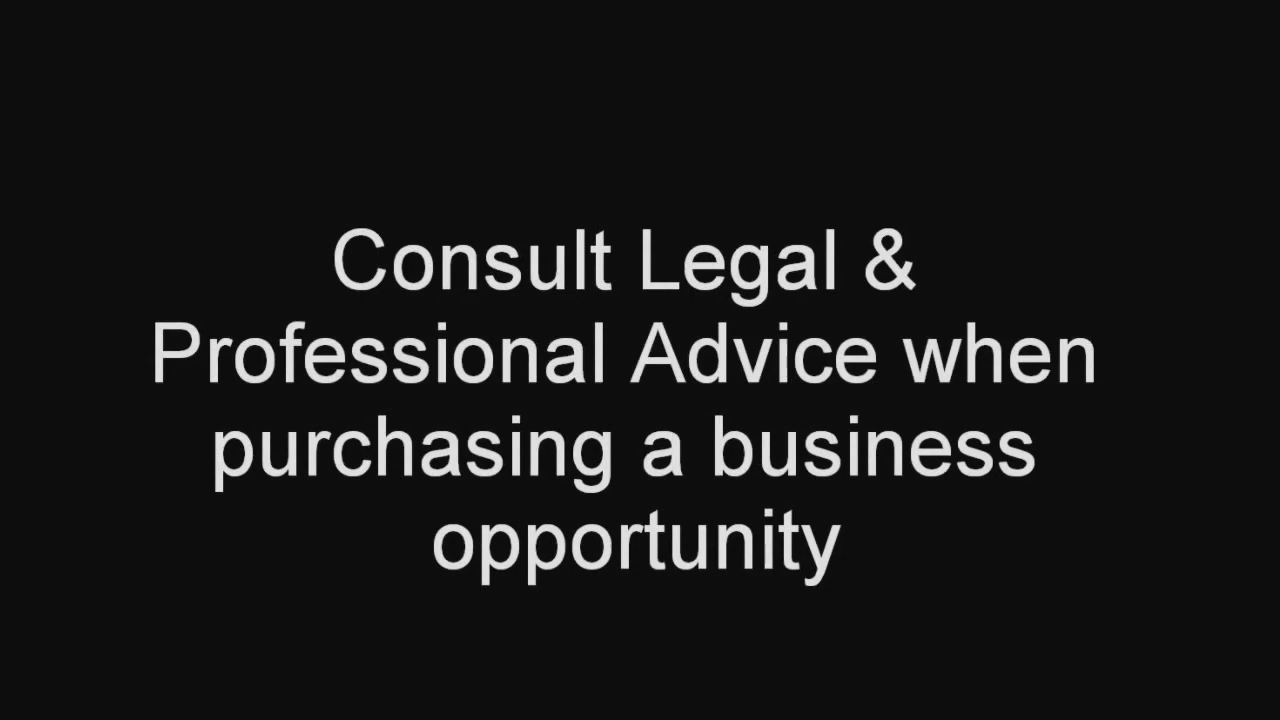 Consult Legal &
Professional Advice when
purchasing a business
opportunity